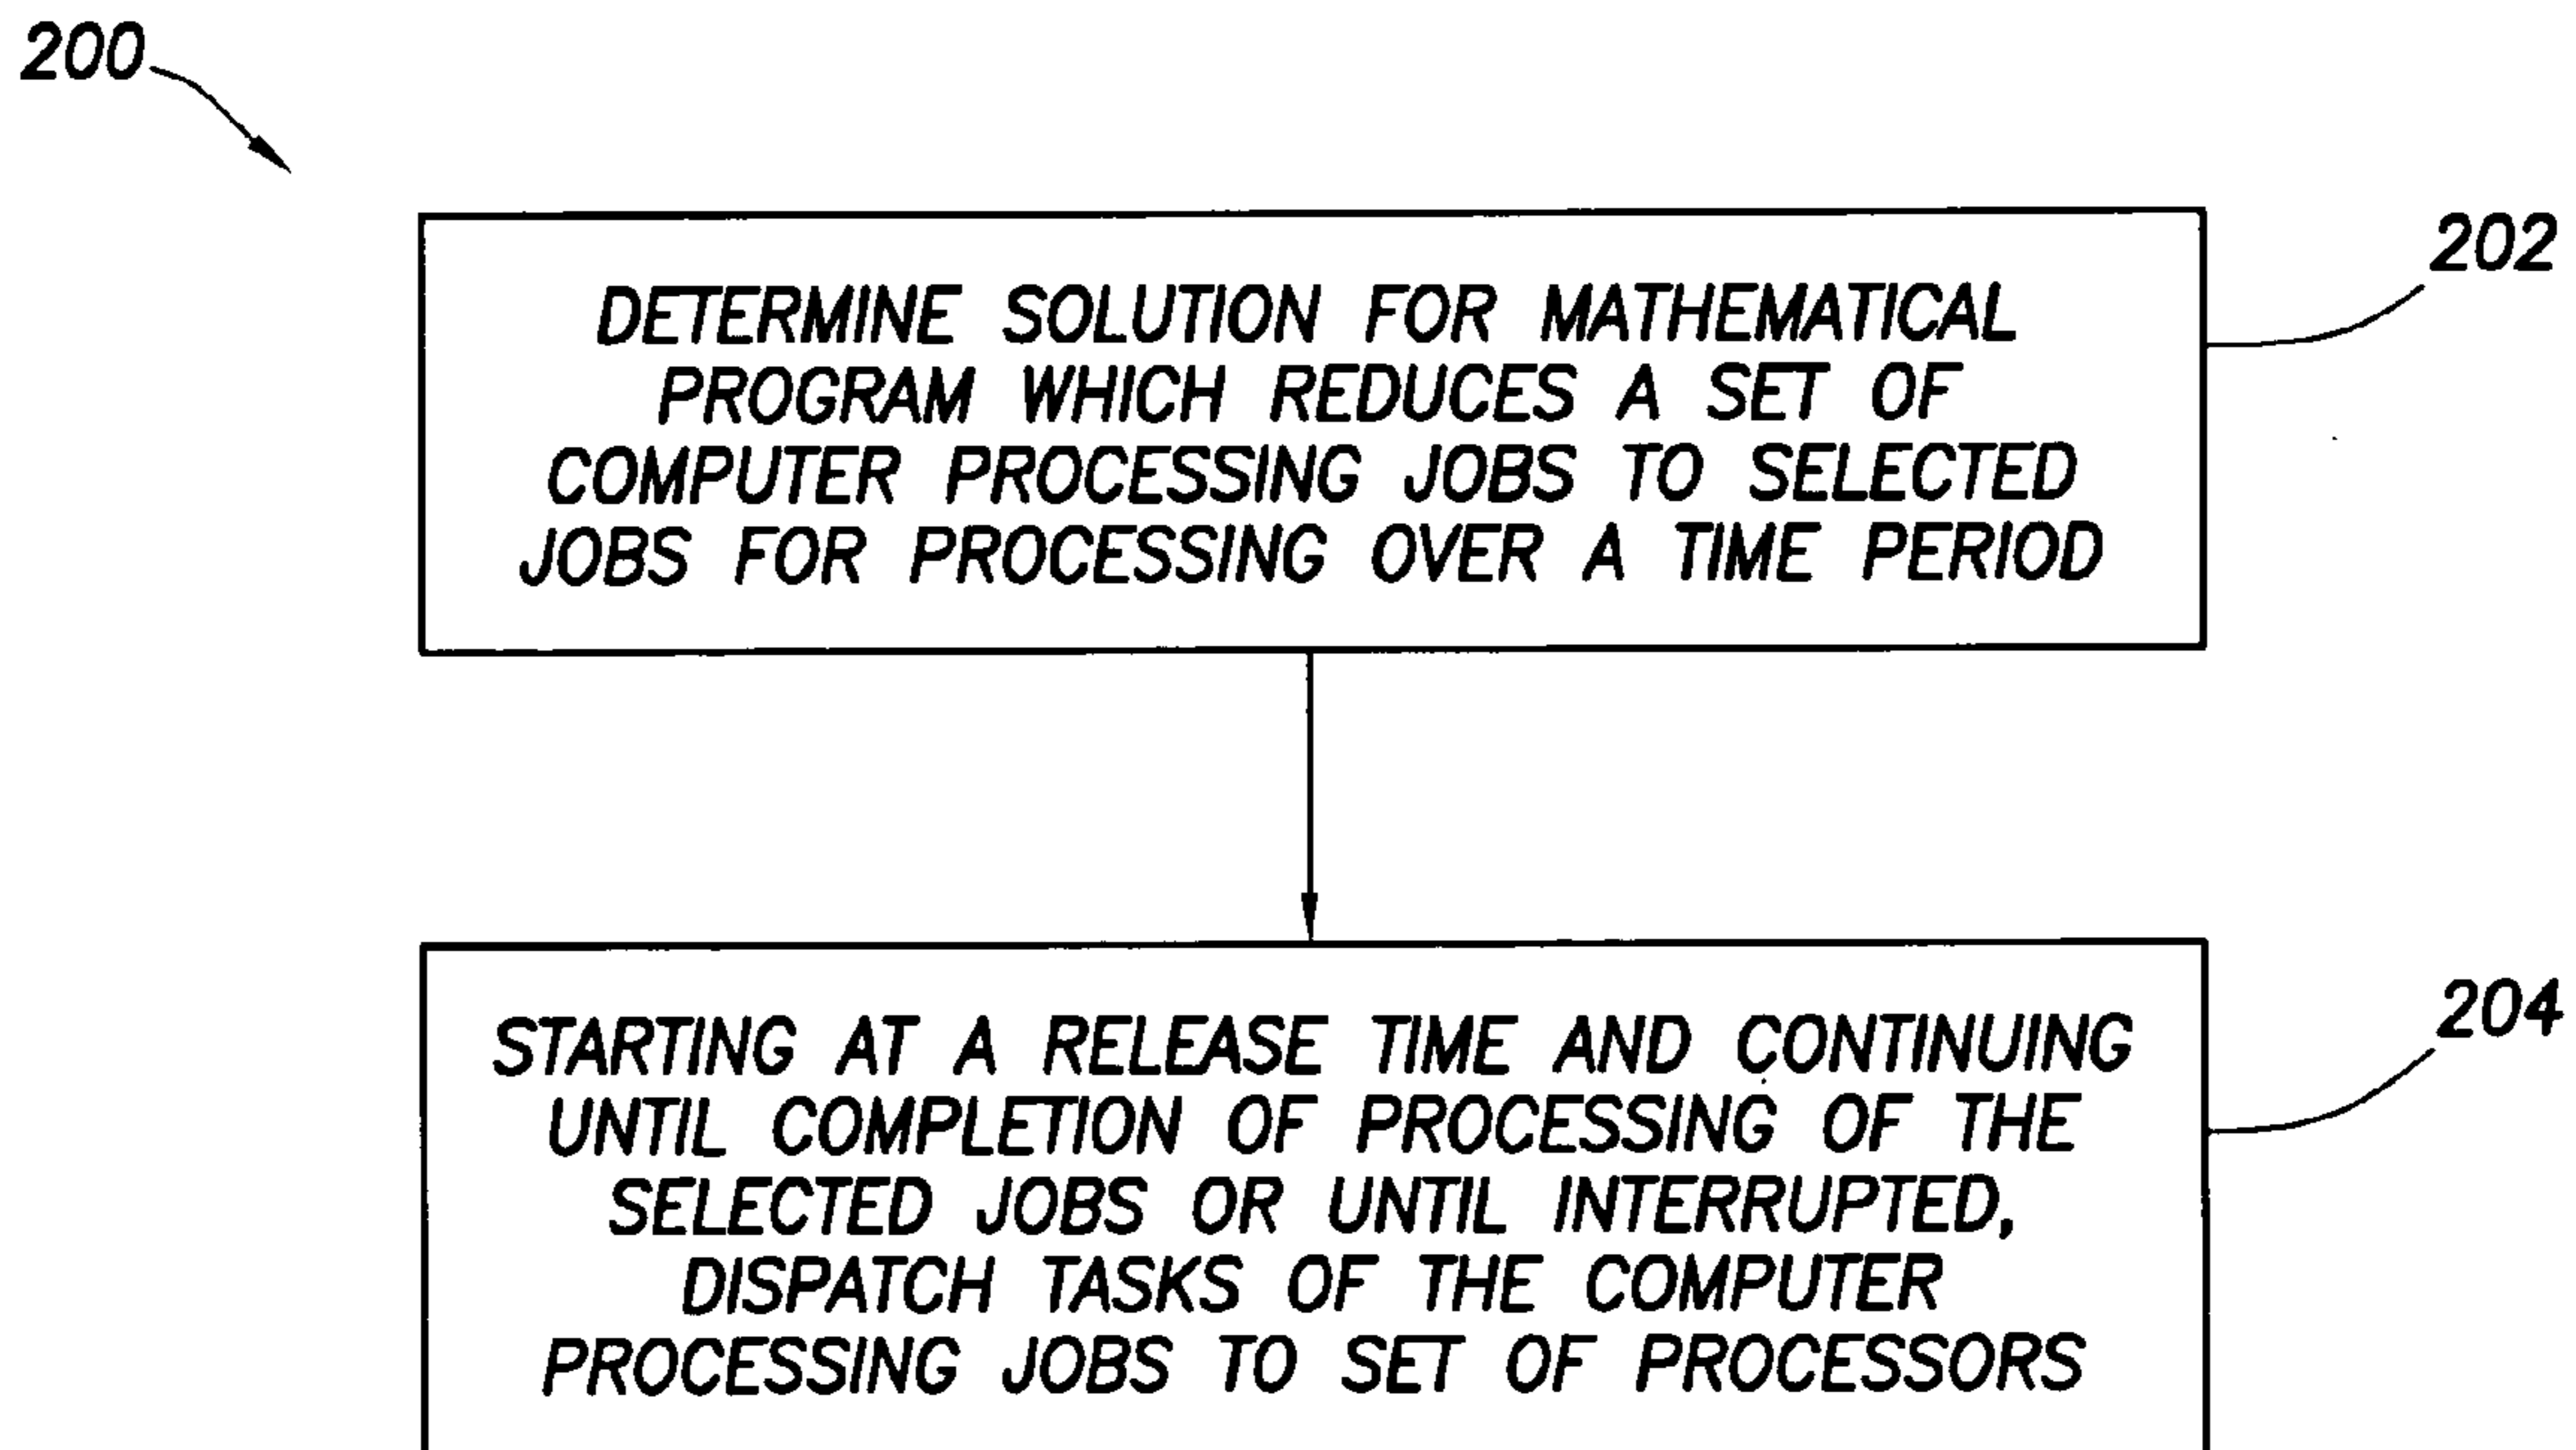 200
202
DETERMINE SOLUTION FOR MATHEMATICAL
PROGRAM WHICH REDUCES A SET OF
COMPUTER PROCESSING JOBS TO SELECTED
JOBS FOR PROCESSING OVER A TIME PERIOD
204
STARTING AT A RELEASE TIME AND CONTINUING
UNTIL COMPLETION OF PROCESSING OF THE
SELECTED JOBS OR UNTIL INTERRUPTED,
DISPATCH TASKS OF THE COMPUTER
PROCESSING JOBS TO SET OF PROCESSORS